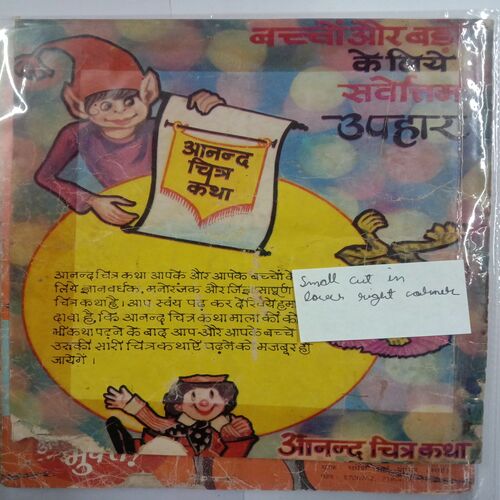 बच्चों और बड़ों
के लिये
सर्वोत्तम
उपहार
आनन्द
चित्र
कथा
आनन्द चित्र कथा आपके और आपके बच्चों के
लिये ज्ञानवर्धक, मनोरंजक और जिज्ञासापूर्ण
चित्रकथा है। आप स्वयं पढ़ कर देखिये हमारा
दावा है, कि आनन्द चित्र कथा माला की कोई
भी कथा पढ़ने के बाद आप-और आपके बच्चे
उसकी सारी चित्र कथाऐं पढ़ने को मजबूर हो
जायेंगे ।
Small cut in
lower right corner
मुफ्त!
आनन्द चित्र कथा